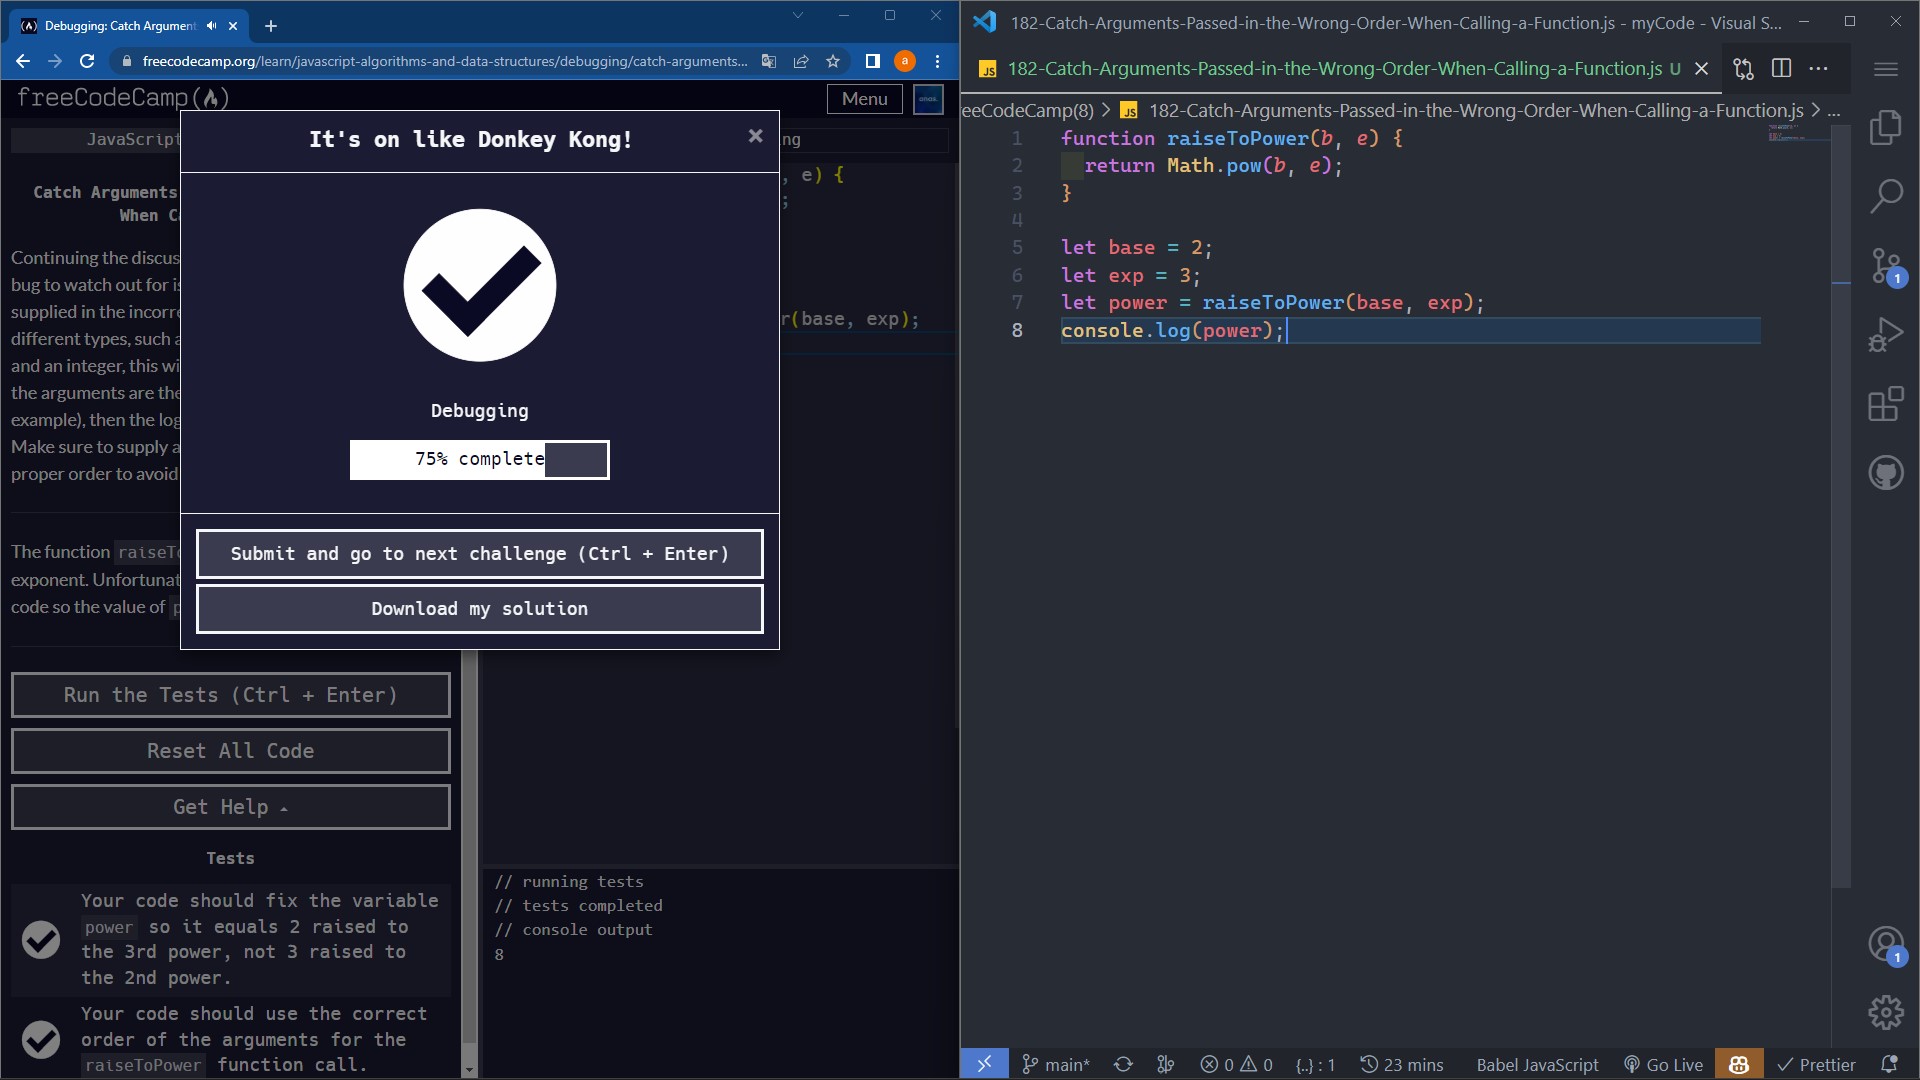 Debugging: Catch Argument
freecodecamp.org/learn/javascript-algorithms-and-data-structures/debugging/catch-arguments...
a
freeCodeCamp
Menu
anas.
JavaScript
ng
Catch Arguments
When Ca
Continuing the discus
bug to watch out for is
supplied in the incorre
different types, such a
and an integer, this wi
the arguments are the
example), then the log
Make sure to supply a
proper order to avoid
The function raiseTo
exponent. Unfortunat
code so the value of p
, e) {
;
r(base, exp);
It's on like Donkey Kong!
×
Debugging
75% complete
Submit and go to next challenge (Ctrl + Enter)
Download my solution
Run the Tests (Ctrl + Enter)
Reset All Code
Get Help
Tests
Your code should fix the variable
power so it equals 2 raised to
the 3rd power, not 3 raised to
the 2nd power.
Your code should use the correct
order of the arguments for the
raiseToPower function call.
// running tests
// tests completed
// console output
8
182-Catch-Arguments-Passed-in-the-Wrong-Order-When-Calling-a-Function.js - myCode - Visual S...
JS 182-Catch-Arguments-Passed-in-the-Wrong-Order-When-Calling-a-Function.js U
eeCodeCamp(8) > JS 182-Catch-Arguments-Passed-in-the-Wrong-Order-When-Calling-a-Function.js > ...
1 function raiseToPower(b, e) {
2 return Math.pow(b, e);
3 }
4
5 let base = 2;
6 let exp = 3;
7 let power = raiseToPower(base, exp);
8 console.log(power);
1
1
main* 0 0 {..} : 1 23 mins Babel JavaScript Go Live Prettier